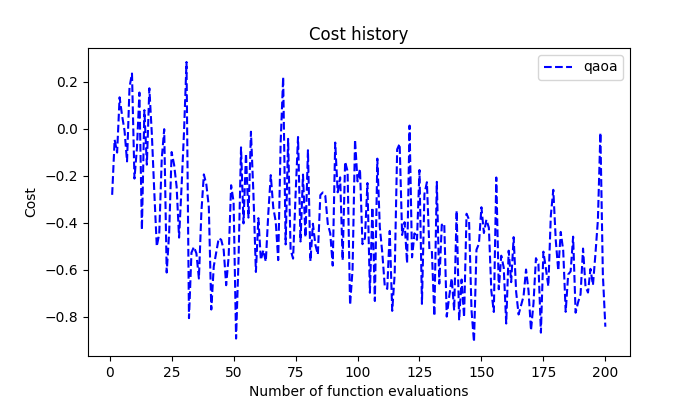 Cost history
qaoa
Cost
0.2
0.0
−0.2
−0.4
−0.6
−0.8
0 25 50 75 100 125 150 175 200
Number of function evaluations